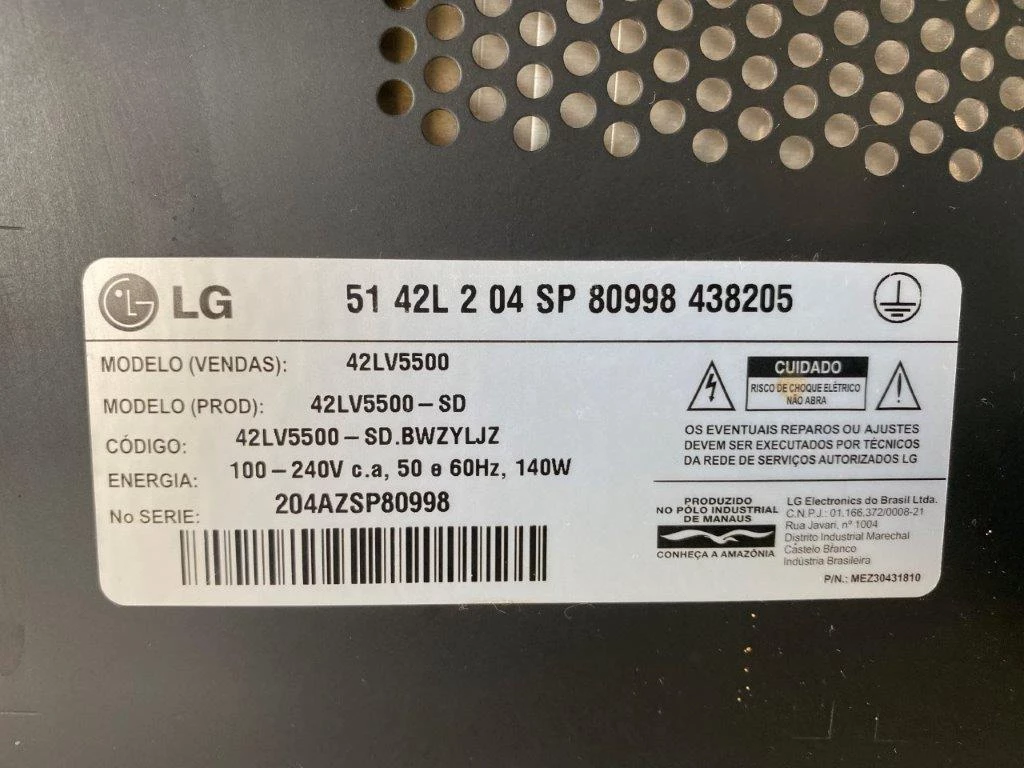 LG 51 42L 2 04 SP 80998 438205
MODELO (VENDAS): 42LV5500
MODELO (PROD): 42LV5500-SD
CÓDIGO: 42LV5500-SD.BWZYLJZ
ENERGIA: 100-240V c.a, 50 e 60Hz, 140W
No SERIE: 204AZSP80998
CUIDADO
RISCO DE CHOQUE ELÉTRICO
NÃO ABRA
OS EVENTUAIS REPAROS OU AJUSTES
DEVEM SER EXECUTADOS POR TÉCNICOS
DA REDE DE SERVIÇOS AUTORIZADOS LG
PRODUZIDO
NO PÓLO INDUSTRIAL
DE MANAUS
CONHEÇA A AMAZÔNIA
LG Electronics do Brasil Ltda.
C.N.P.J.: 01.166.372/0008-21
Rua Javari, nº 1004
Distrito Industrial Marechal
Castelo Branco
Indústria Brasileira
P/N.: MEZ30431810